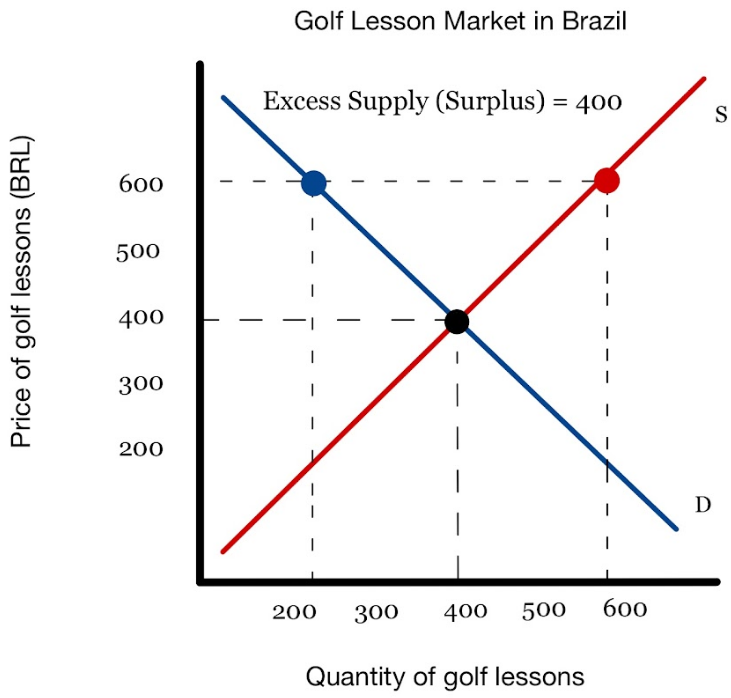 Golf Lesson Market in Brazil
Excess Supply (Surplus) = 400
S
Price of golf lessons (BRL)
600
500
400
300
200
D
200 300 400 500 600
Quantity of golf lessons